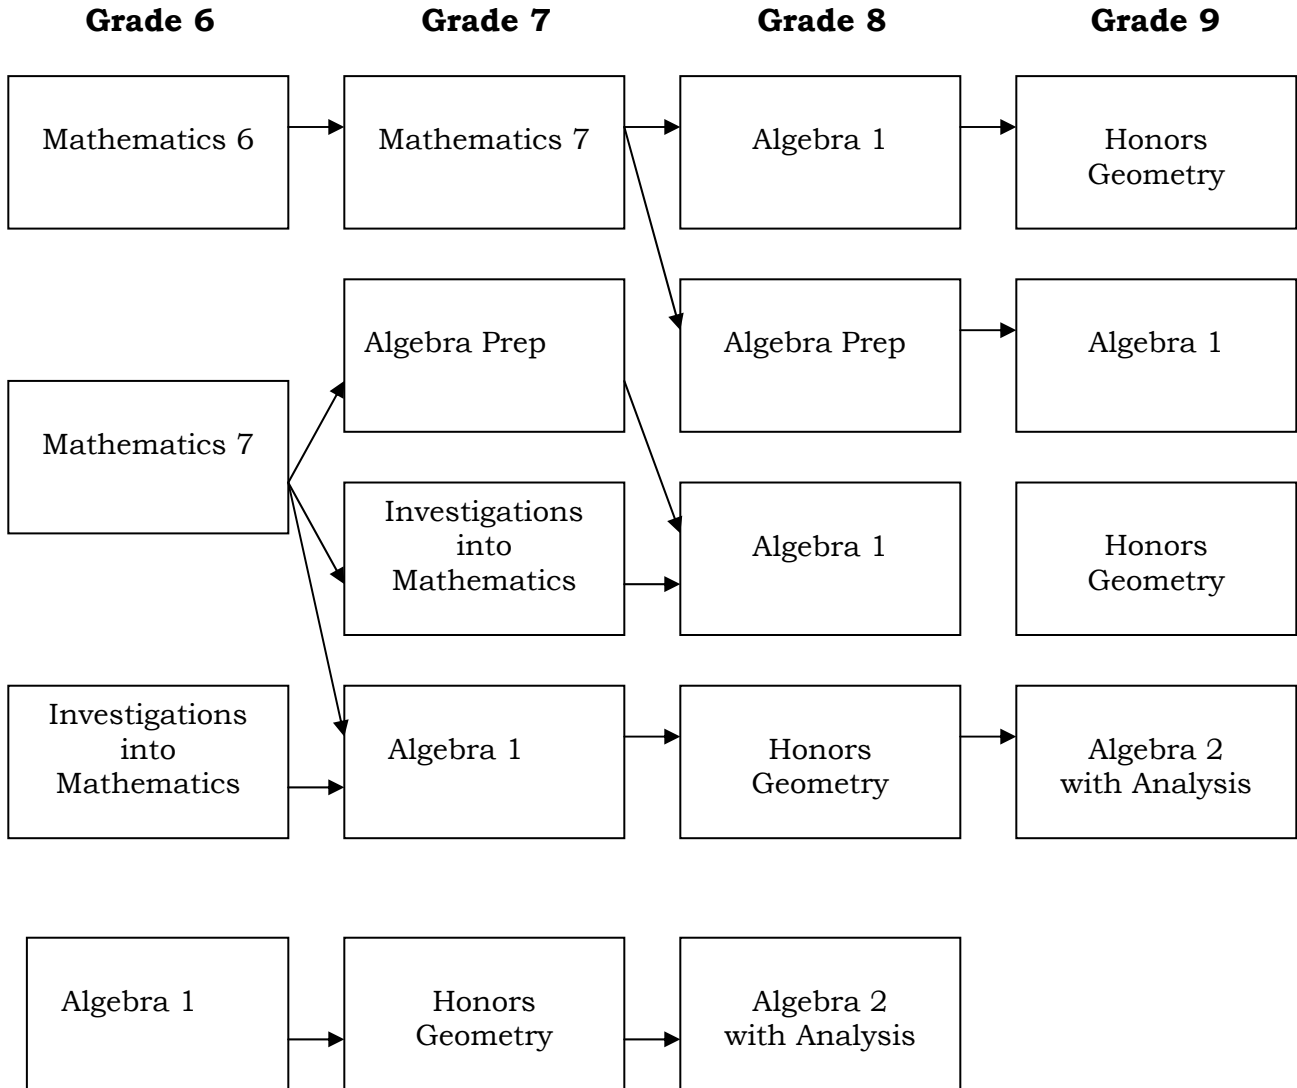 Grade 6 Grade 7 Grade 8 Grade 9
Mathematics 6
Mathematics 7
Algebra 1
Honors
Geometry
Algebra Prep
Algebra Prep
Algebra 1
Mathematics 7
Investigations
into
Mathematics
Algebra 1
Honors
Geometry
Investigations
into
Mathematics
Algebra 1
Honors
Geometry
Algebra 2
with Analysis
Algebra 1
Honors
Geometry
Algebra 2
with Analysis